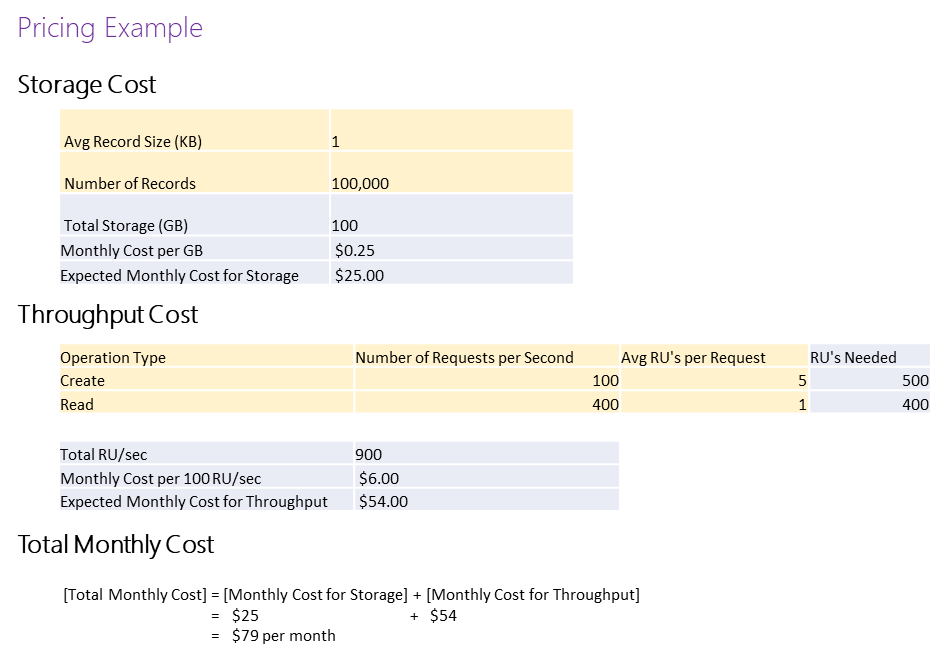 Pricing Example
Storage Cost
Avg Record Size (KB) 1
Number of Records 100,000
Total Storage (GB) 100
Monthly Cost per GB $0.25
Expected Monthly Cost for Storage $25.00
Throughput Cost
Operation Type Number of Requests per Second Avg RU's per Request RU's Needed
Create 100 5 500
Read 400 1 400
Total RU/sec 900
Monthly Cost per 100 RU/sec $6.00
Expected Monthly Cost for Throughput $54.00
Total Monthly Cost
[Total Monthly Cost] = [Monthly Cost for Storage] + [Monthly Cost for Throughput]
= $25 + $54
= $79 per month